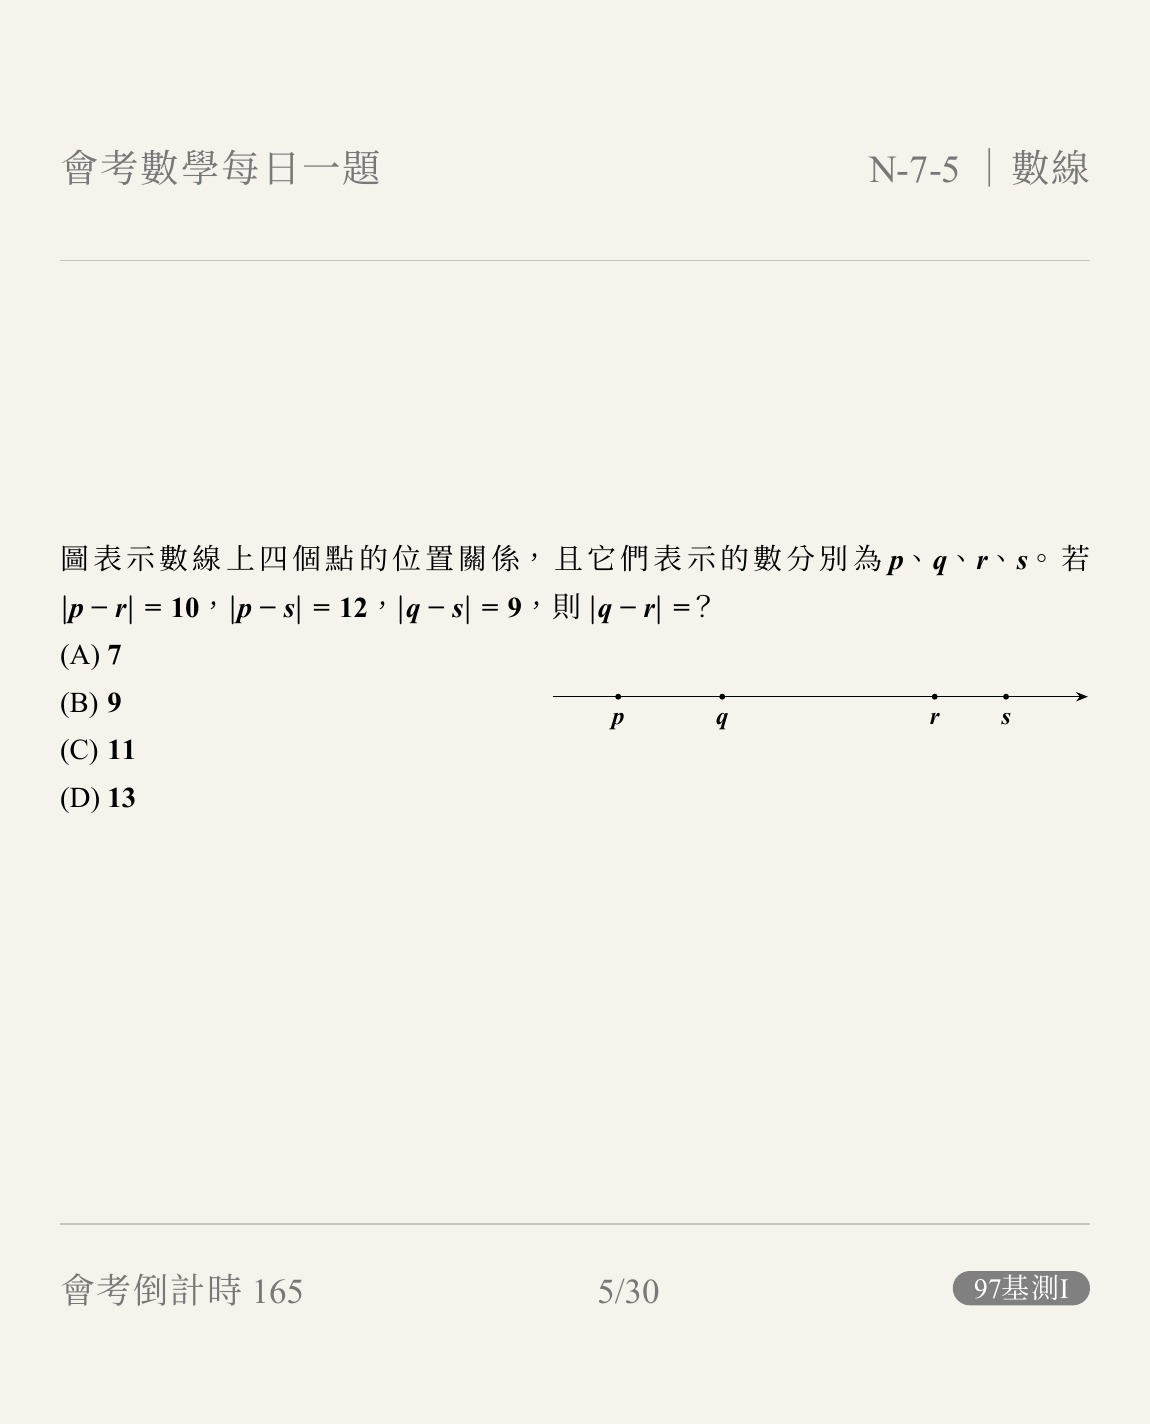 會考數學每日一題
N-7-5 │ 數線
圖表示數線上四個點的位置關係，且它們表示的數分別為 p、q、r、s。若
|p − r| = 10，|p − s| = 12，|q − s| = 9，則 |q − r| =？
(A) 7
(B) 9
(C) 11
(D) 13
p q r s
會考倒計時 165
5/30
97基測I